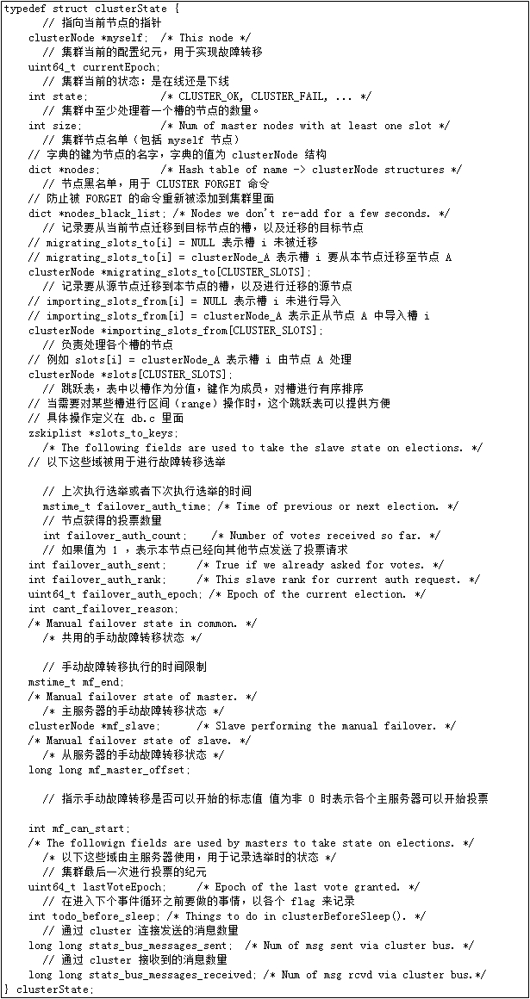 typedef struct clusterState {
// 指向当前节点的指针
clusterNode *myself;  /* This node */
// 集群当前的配置纪元，用于实现故障转移
uint64_t currentEpoch;
// 集群当前的状态：是在线还是下线
int state;            /* CLUSTER_OK, CLUSTER_FAIL, ... */
// 集群中至少处理着一个槽的节点的数量。
int size;             /* Num of master nodes with at least one slot */
// 集群节点名单（包括 myself 节点）
// 字典的键为节点的名字，字典的值为 clusterNode 结构
dict *nodes;          /* Hash table of name -> clusterNode structures */
// 节点黑名单，用于 CLUSTER FORGET 命令
// 防止被 FORGET 的命令重新被添加到集群里面
dict *nodes_black_list; /* Nodes we don't re-add for a few seconds. */
// 记录要从当前节点迁移到目标节点的槽，以及迁移的目标节点
// migrating_slots_to[i] = NULL 表示槽 i 未被迁移
// migrating_slots_to[i] = clusterNode_A 表示槽 i 要从本节点迁移至节点 A
clusterNode *migrating_slots_to[CLUSTER_SLOTS];
// 记录要从源节点迁移到本节点的槽，以及进行迁移的源节点
// importing_slots_from[i] = NULL 表示槽 i 未进行导入
// importing_slots_from[i] = clusterNode_A 表示正从节点 A 中导入槽 i
clusterNode *importing_slots_from[CLUSTER_SLOTS];
// 负责处理各个槽的节点
// 例如 slots[i] = clusterNode_A 表示槽 i 由节点 A 处理
clusterNode *slots[CLUSTER_SLOTS];
// 跳跃表，表中以槽作为分值，键作为成员，对槽进行有序排序
// 当需要对某些槽进行区间（range）操作时，这个跳跃表可以提供方便
// 具体操作定义在 db.c 里面
zskiplist *slots_to_keys;
/* The following fields are used to take the slave state on elections. */
// 以下这些域被用于进行故障转移选举
// 上次执行选举或者下次执行选举的时间
mstime_t failover_auth_time; /* Time of previous or next election. */
// 节点获得的投票数量
int failover_auth_count;    /* Number of votes received so far. */
// 如果值为 1 ，表示本节点已经向其他节点发送了投票请求
int failover_auth_sent;     /* True if we already asked for votes. */
int failover_auth_rank;     /* This slave rank for current auth request. */
uint64_t failover_auth_epoch; /* Epoch of the current election. */
int cant_failover_reason;
/* Manual failover state in common. */
/* 共用的手动故障转移状态 */
// 手动故障转移执行的时间限制
mstime_t mf_end;
/* Manual failover state of master. */
/* 主服务器的手动故障转移状态 */
clusterNode *mf_slave;      /* Slave performing the manual failover. */
/* Manual failover state of slave. */
/* 从服务器的手动故障转移状态 */
long long mf_master_offset;
// 指示手动故障转移是否可以开始的标志值 值为非 0 时表示各个主服务器可以开始投票
int mf_can_start;
/* The followign fields are used by masters to take state on elections. */
/* 以下这些域由主服务器使用，用于记录选举时的状态 */
// 集群最后一次进行投票的纪元
uint64_t lastVoteEpoch;     /* Epoch of the last vote granted. */
// 在进入下个事件循环之前要做的事情，以各个 flag 来记录
int todo_before_sleep; /* Things to do in clusterBeforeSleep(). */
// 通过 cluster 连接发送的消息数量
long long stats_bus_messages_sent;  /* Num of msg sent via cluster bus. */
// 通过 cluster 接收到的消息数量
long long stats_bus_messages_received; /* Num of msg rcvd via cluster bus.*/
} clusterState;